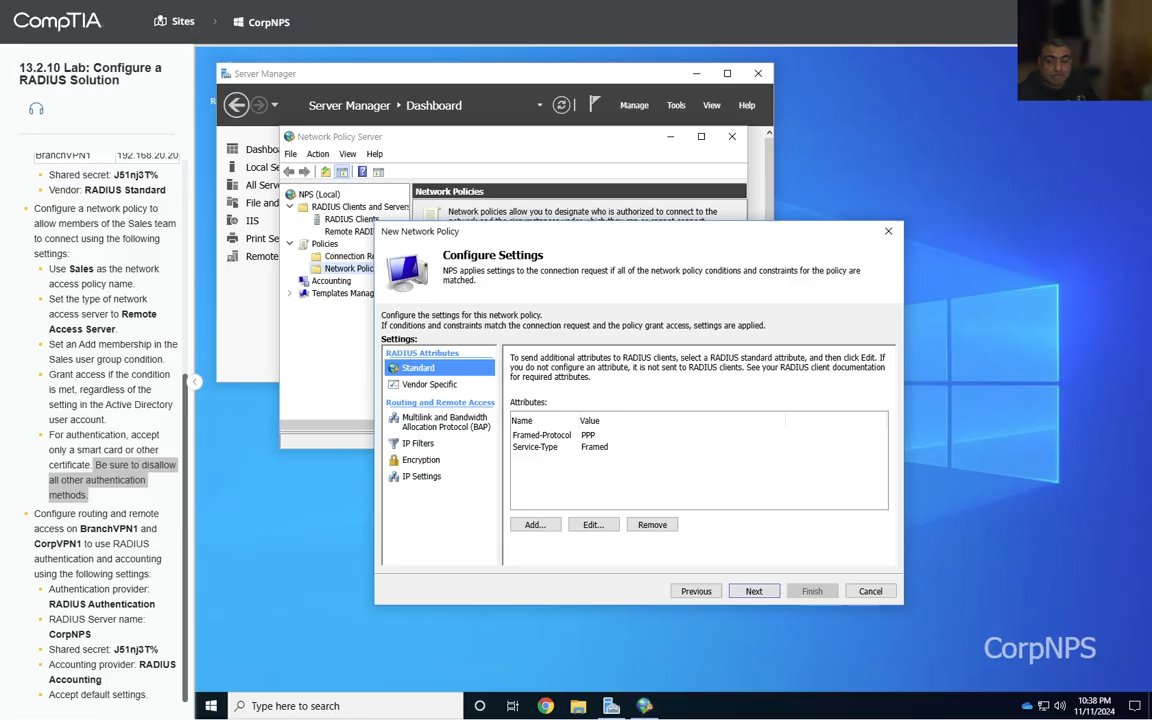 CompTIA.
Sites
CorpNPS
13.2.10 Lab: Configure a
RADIUS Solution
BranchVPN1 192.168.20.20
Shared secret: J51nj3T%
Vendor: RADIUS Standard
Configure a network policy to
allow members of the Sales team
to connect using the following
settings:
Use Sales as the network
access policy name.
Set the type of network
access server to Remote
Access Server.
Set an Add membership in the
Sales user group condition.
Grant access if the condition
is met, regardless of the
setting in the Active Directory
user account.
For authentication, accept
only a smart card or other
certificate. Be sure to disallow
all other authentication
methods.
Configure routing and remote
access on BranchVPN1 and
CorpVPN1 to use RADIUS
authentication and accounting
using the following settings:
Authentication provider:
RADIUS Authentication
RADIUS Server name:
CorpNPS
Shared secret: J51nj3T%
Accounting provider: RADIUS
Accounting
Accept default settings.
Server Manager
Server Manager
Dashboard
Manage Tools View Help
Dashbo
Local Se
All Serv
File and
IIS
Print Se
Remote
Network Policy Server
File Action View Help
NPS (Local)
RADIUS Clients and Servers
RADIUS Clients
Remote RAD
Policies
Connection Re
Network Polic
Accounting
Templates Manag
Network Policies
Network policies allow you to designate who is authorized to connect to the
New Network Policy
Configure Settings
NPS applies settings to the connection request if all of the network policy conditions and constraints for the policy are
matched.
Configure the settings for this network policy.
If conditions and constraints match the connection request and the policy grant access, settings are applied.
Settings:
RADIUS Attributes
Standard
Vendor Specific
Routing and Remote Access
Multilink and Bandwidth
Allocation Protocol (BAP)
IP Filters
Encryption
IP Settings
To send additional attributes to RADIUS clients, select a RADIUS standard attribute, and then click Edit. If
you do not configure an attribute, it is not sent to RADIUS clients. See your RADIUS client documentation
for required attributes.
Attributes:
Name Value
Framed-Protocol PPP
Service-Type Framed
Add... Edit... Remove
Previous Next Finish Cancel
CorpNPS
Type here to search
10:38 PM
11/11/2024